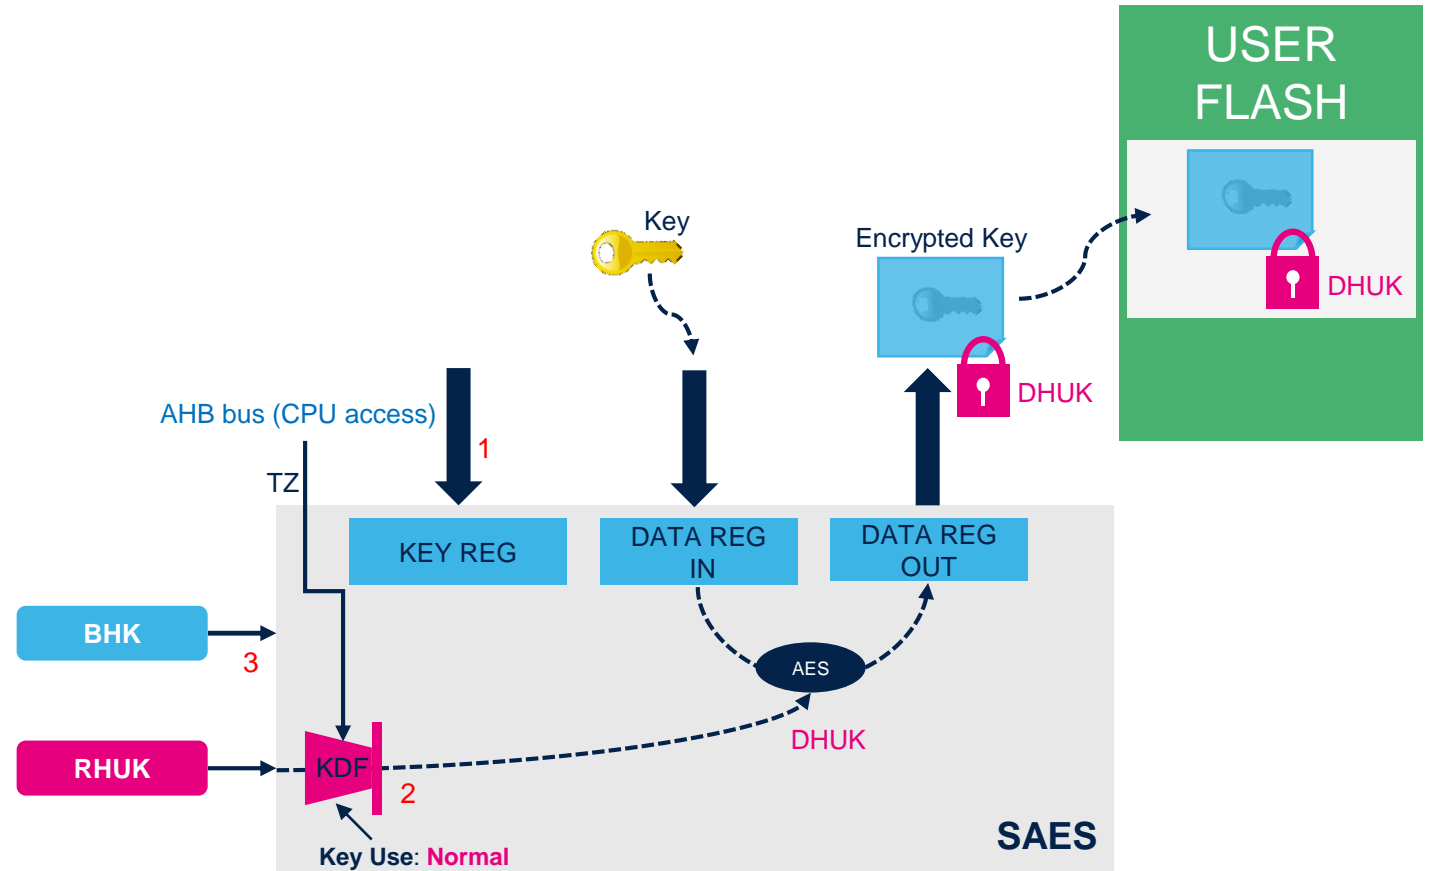 USER
FLASH
Key
Encrypted Key
DHUK
DHUK
AHB bus (CPU access)
1
TZ
KEY REG
DATA REG
IN
DATA REG
OUT
BHK
3
AES
RHUK
KDF
DHUK
2
Key Use: Normal
SAES